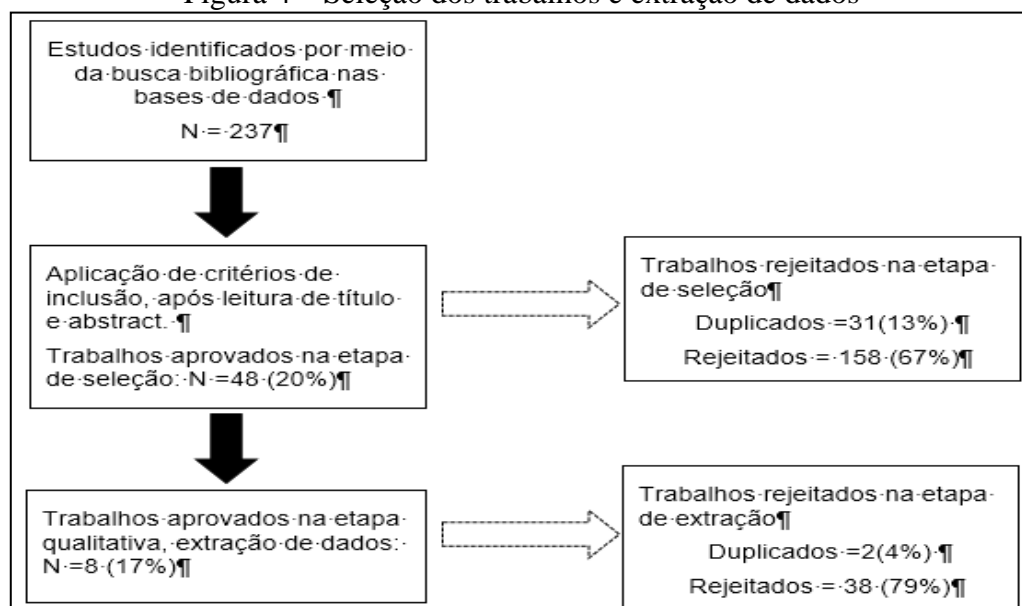 Figura 4 – Seleção dos trabalhos e extração de dados
Estudos·identificados·por·meio·
da·busca·bibliográfica·nas·
bases·de·dados·¶
N·=·237¶
Aplicação·de·critérios·de·
inclusão,·após·leitura·de·título·
e·abstract.·¶
Trabalhos·aprovados·na·etapa·
de·seleção:·N·=48·(20%)¶
Trabalhos·rejeitados·na·etapa·
de·seleção¶
Duplicados·=31(13%)·¶
Rejeitados·=·158·(67%)¶
Trabalhos·aprovados·na·etapa·
qualitativa,·extração·de·dados:·
N·=8·(17%)¶
Trabalhos·rejeitados·na·etapa·
de·extração¶
Duplicados·=2(4%)·¶
Rejeitados·=·38·(79%)¶